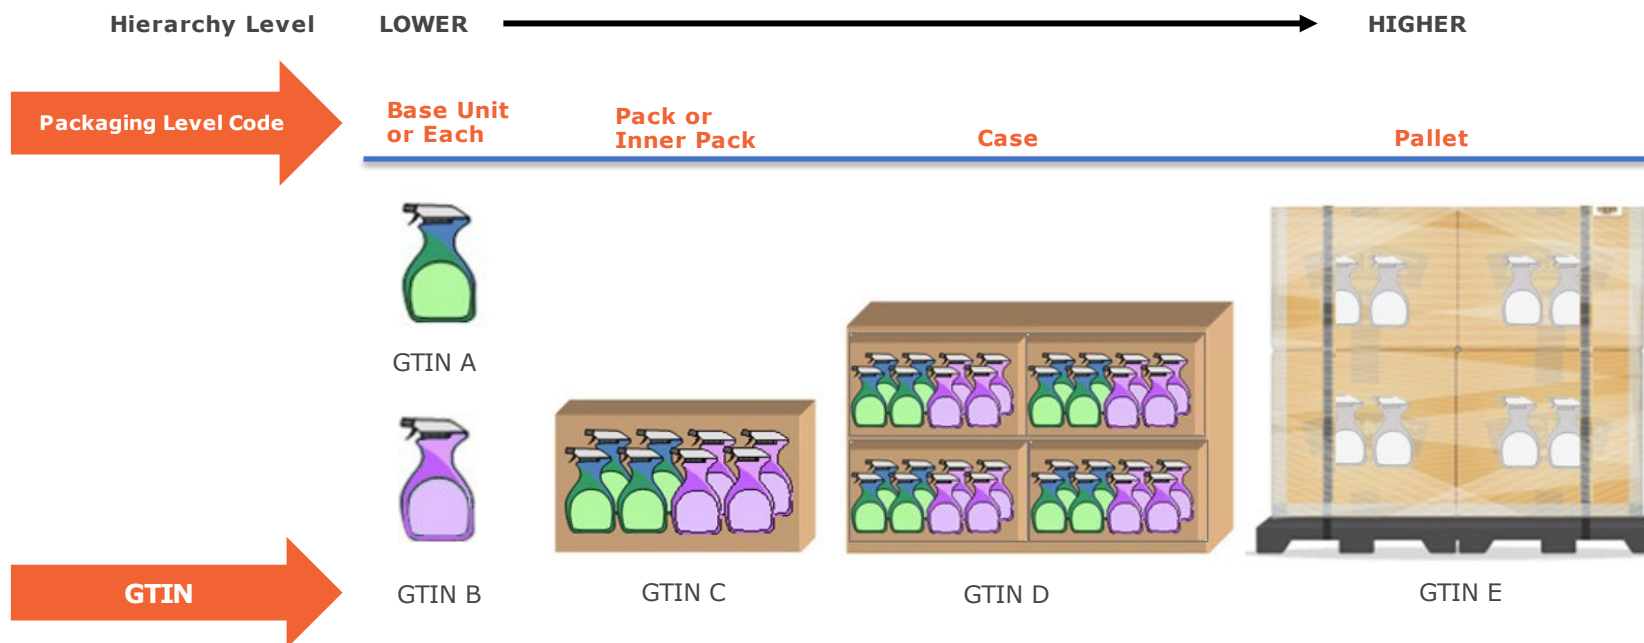 Hierarchy Level LOWER HIGHER
Packaging Level Code
Base Unit
or Each
Pack or
Inner Pack
Case
Pallet
GTIN A
GTIN
GTIN B
GTIN C
GTIN D
GTIN E